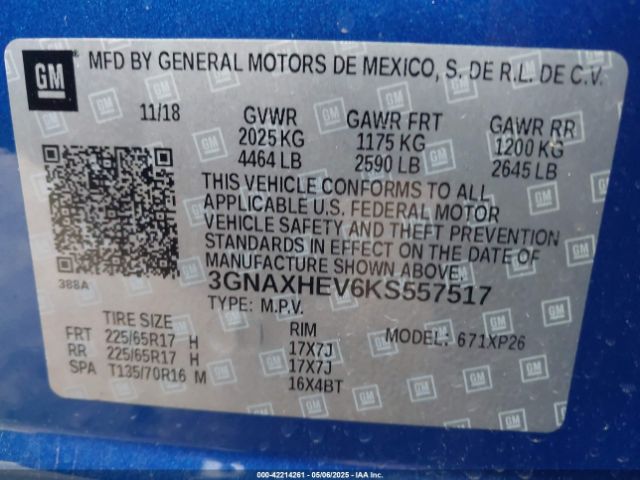 GM
MFD BY GENERAL MOTORS DE MEXICO, S. DE R.L. DE C.V.
11/18 GVWR GAWR FRT GAWR RR
2025 KG 1175 KG 1200 KG
4464 LB 2590 LB 2645 LB
THIS VEHICLE CONFORMS TO ALL
APPLICABLE U.S. FEDERAL MOTOR
VEHICLE SAFETY AND THEFT PREVENTION
STANDARDS IN EFFECT ON THE DATE OF
MANUFACTURE SHOWN ABOVE.
388A
3GNAXHEV6KS557517
TYPE: M.P.V.
TIRE SIZE RIM MODEL: 671XP26
FRT 225/65R17 H 17X7J
RR 225/65R17 H 17X7J
SPA T135/70R16 M 16X4BT
000-42214261 - 05/06/2025 - IAAI.com